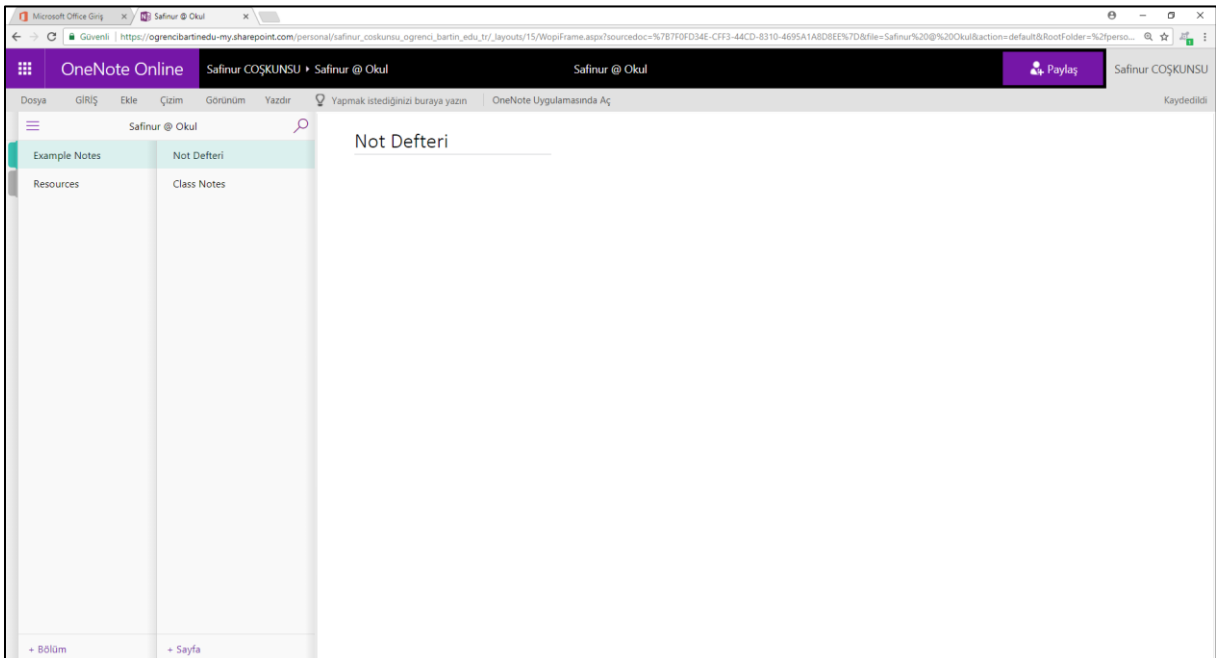 Microsoft Office Giriş
Safinur @ Okul
Güvenli | https://ogrencibartinedu-my.sharepoint.com/personal/safinur_coskunsu_ogrenci_bartin_edu_tr/_layouts/15/WopiFrame.aspx?sourcedoc=%7B7F0FD34E-CFF3-44CD-8310-4695A1A8D8EE%7D&file=Safinur%20@%20Okul&action=default&RootFolder=%2fperso...
OneNote Online Safinur COŞKUNSU Safinur @ Okul Safinur @ Okul Paylaş Safinur COŞKUNSU
Dosya GİRİŞ Ekle Çizim Görünüm Yazdır Yapmak istediğinizi buraya yazın OneNote Uygulamasında Aç Kaydedildi
Safinur @ Okul
Not Defteri
Example Notes Not Defteri
Resources Class Notes
+ Bölüm + Sayfa